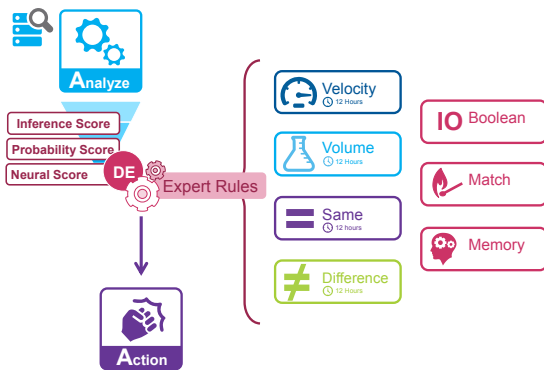 Analyze
Inference Score
Probability Score
Neural Score
DE
Expert Rules
Action
Velocity
12 Hours
Volume
12 Hours
Same
12 hours
Difference
12 Hours
IO Boolean
Match
Memory